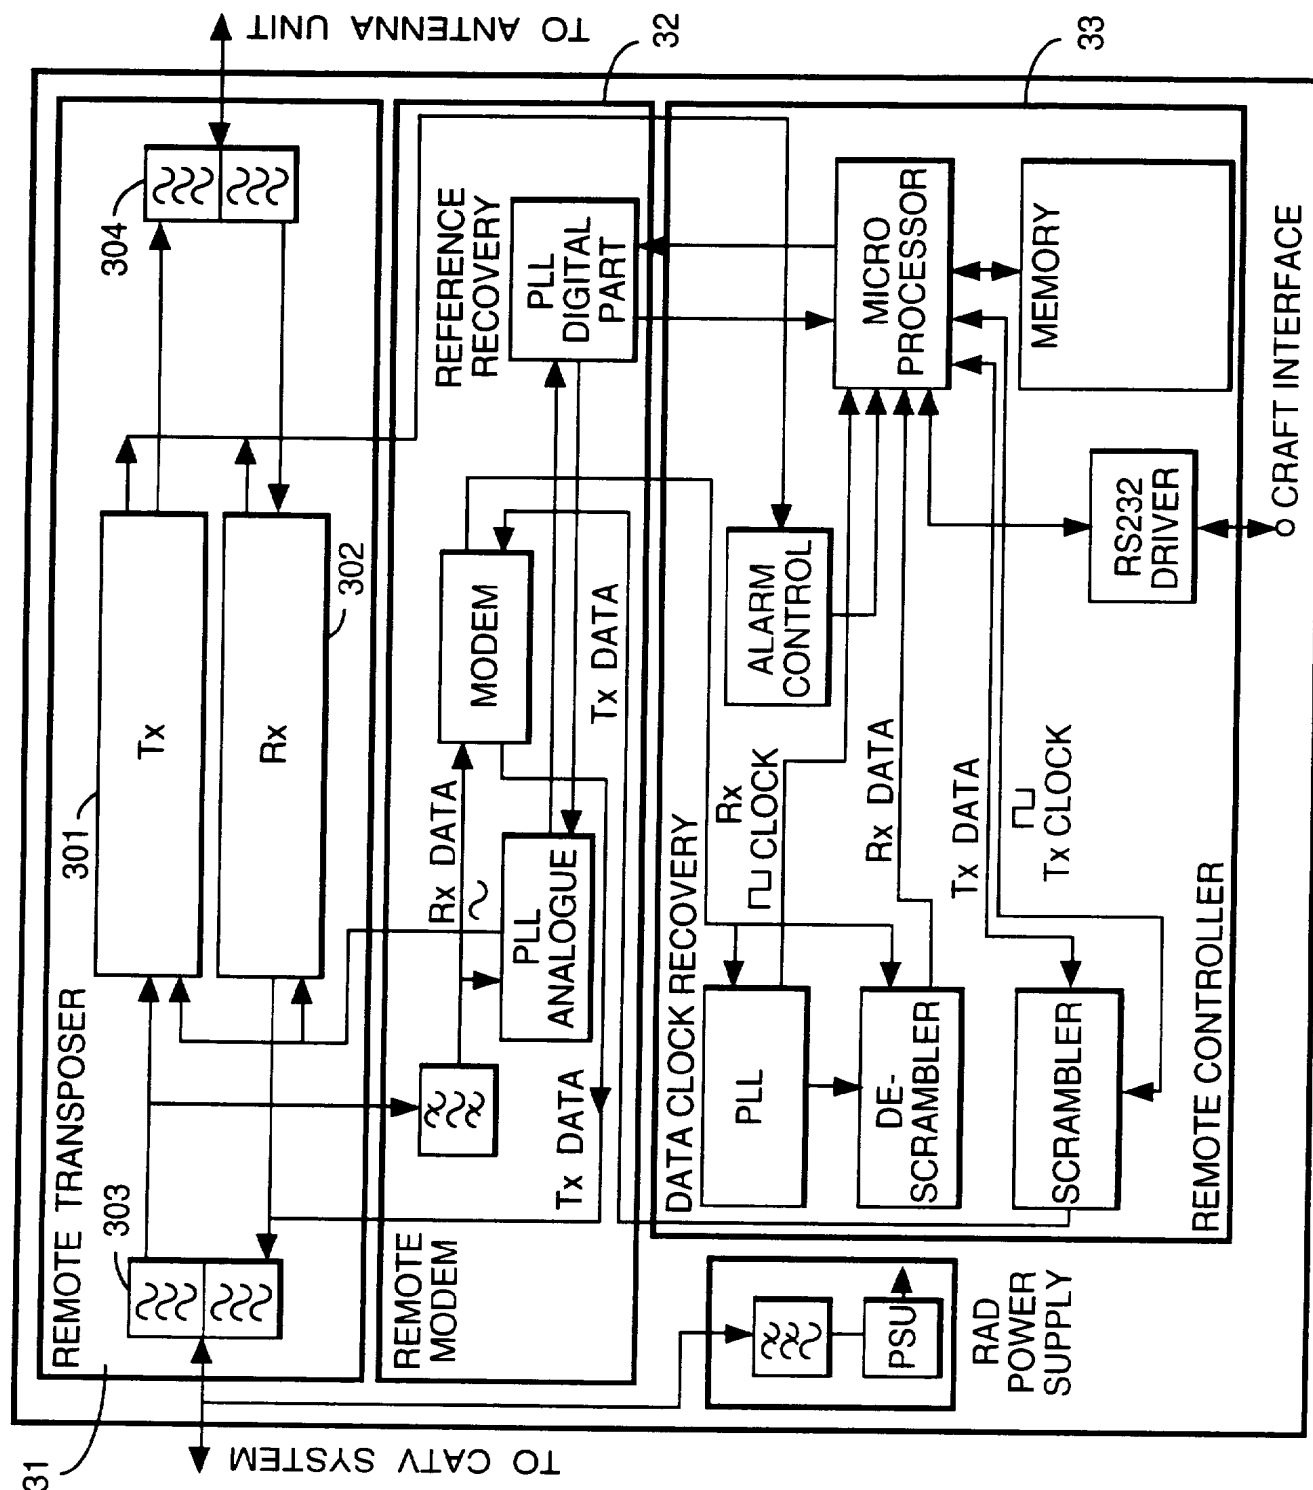 31
REMOTE TRANSPOSER
303
301
Tx
Rx
302
304
TO ANTENNA UNIT
TO CATV SYSTEM
REMOTE
MODEM
Tx DATA
Rx DATA
PLL
ANALOGUE
MODEM
Tx DATA
REFERENCE
RECOVERY
PLL
DIGITAL
PART
32
DATA CLOCK RECOVERY
PLL
DE-
SCRAMBLER
SCRAMBLER
REMOTE CONTROLLER
Rx
CLOCK
Rx DATA
Tx DATA
Tx CLOCK
ALARM
CONTROL
MICRO
PROCESSOR
MEMORY
RS232
DRIVER
33
CRAFT INTERFACE
PSU
RAD
POWER
SUPPLY